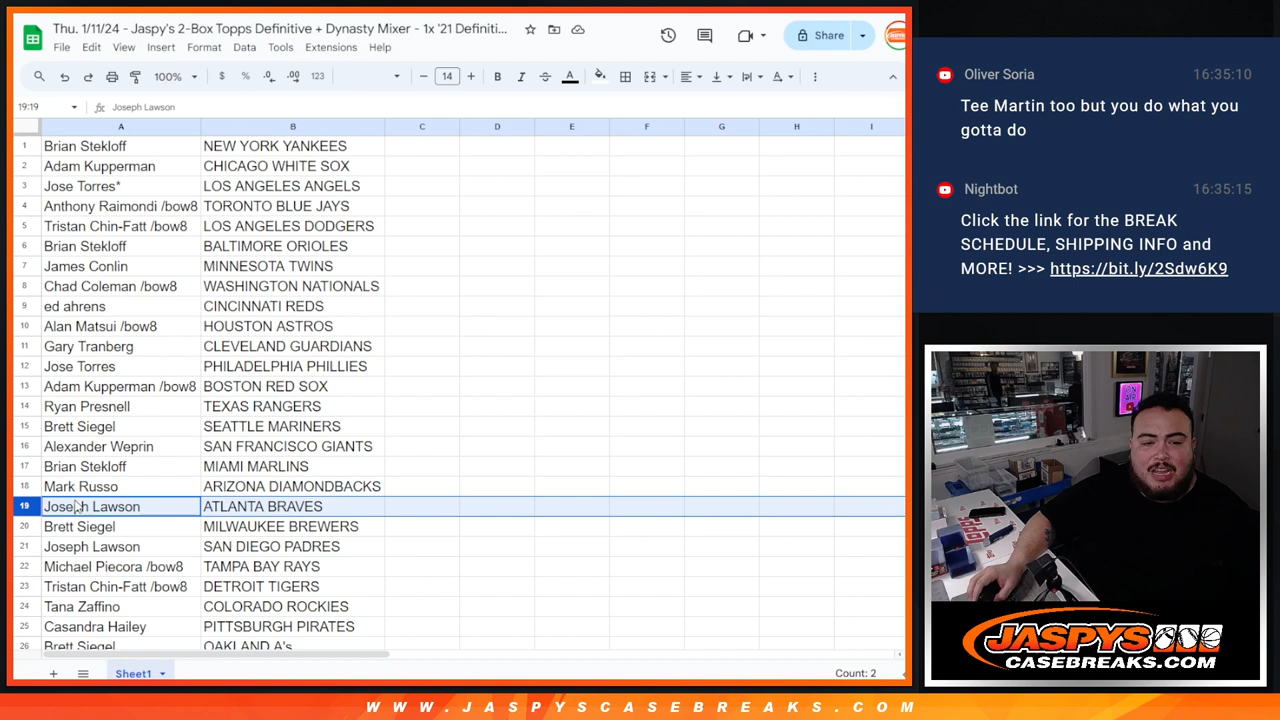 Thu. 1/11/24 - Jaspy's 2-Box Topps Definitive + Dynasty Mixer - 1x '21 Definiti...
File Edit View Insert Format Data Tools Extensions Help
Share
100% $ % .0 .00 123 14 B I A
19:19 fx Joseph Lawson
A B C D E F G H I
1 Brian Stekloff NEW YORK YANKEES
2 Adam Kupperman CHICAGO WHITE SOX
3 Jose Torres* LOS ANGELES ANGELS
4 Anthony Raimondi /bow8 TORONTO BLUE JAYS
5 Tristan Chin-Fatt /bow8 LOS ANGELES DODGERS
6 Brian Stekloff BALTIMORE ORIOLES
7 James Conlin MINNESOTA TWINS
8 Chad Coleman /bow8 WASHINGTON NATIONALS
9 ed ahrens CINCINNATI REDS
10 Alan Matsui /bow8 HOUSTON ASTROS
11 Gary Tranberg CLEVELAND GUARDIANS
12 Jose Torres PHILADELPHIA PHILLIES
13 Adam Kupperman /bow8 BOSTON RED SOX
14 Ryan Presnell TEXAS RANGERS
15 Brett Siegel SEATTLE MARINERS
16 Alexander Weprin SAN FRANCISCO GIANTS
17 Brian Stekloff MIAMI MARLINS
18 Mark Russo ARIZONA DIAMONDBACKS
19 Joseph Lawson ATLANTA BRAVES
20 Brett Siegel MILWAUKEE BREWERS
21 Joseph Lawson SAN DIEGO PADRES
22 Michael Piecora /bow8 TAMPA BAY RAYS
23 Tristan Chin-Fatt /bow8 DETROIT TIGERS
24 Tana Zaffino COLORADO ROCKIES
25 Casandra Hailey PITTSBURGH PIRATES
26 Brett Siegel OAKLAND A's
Sheet1 Count: 2
Oliver Soria 16:35:10
Tee Martin too but you do what you
gotta do
Nightbot 16:35:15
Click the link for the BREAK
SCHEDULE, SHIPPING INFO and
MORE! >>> https://bit.ly/2Sdw6K9
ON AIR
JASPYS
CASEBREAKS.COM
WWW.JASPYSCASEBREAKS.COM